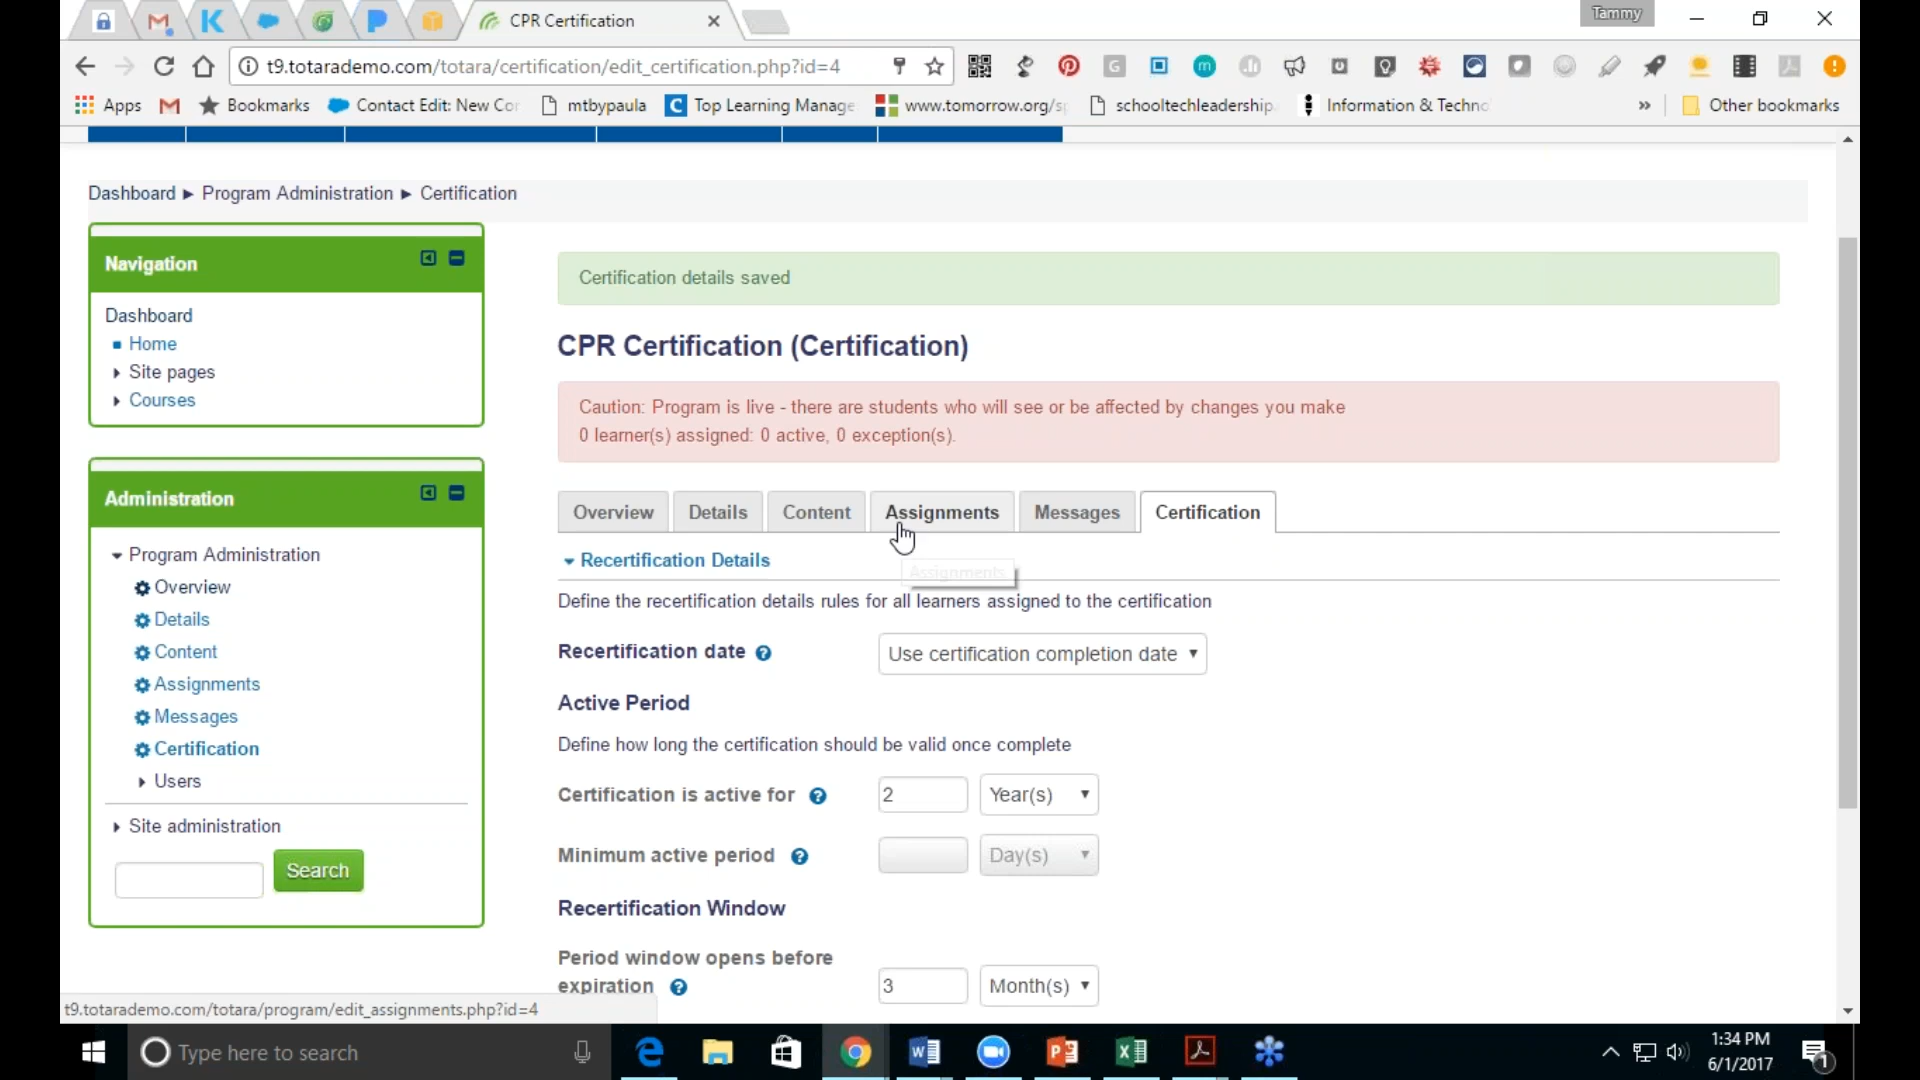 CPR Certification
Tammy
t9.totarademo.com/totara/certification/edit_certification.php?id=4
Apps
Bookmarks
Contact Edit: New Cor
mtbypaula
Top Learning Manage
www.tomorrow.org/sp
schooltechleadership.
Information & Techno
»
Other bookmarks
Dashboard ► Program Administration ► Certification
Navigation
Dashboard
Home
Site pages
Courses
Administration
Program Administration
Overview
Details
Content
Assignments
Messages
Certification
Users
Site administration
Search
Certification details saved
CPR Certification (Certification)
Caution: Program is live - there are students who will see or be affected by changes you make
0 learner(s) assigned: 0 active, 0 exception(s).
Overview Details Content Assignments Messages Certification
Assignments
Recertification Details
Define the recertification details rules for all learners assigned to the certification
Recertification date Use certification completion date
Active Period
Define how long the certification should be valid once complete
Certification is active for 2 Year(s)
Minimum active period Day(s)
Recertification Window
Period window opens before
expiration 3 Month(s)
t9.totarademo.com/totara/program/edit_assignments.php?id=4
Type here to search
1:34 PM
6/1/2017
1